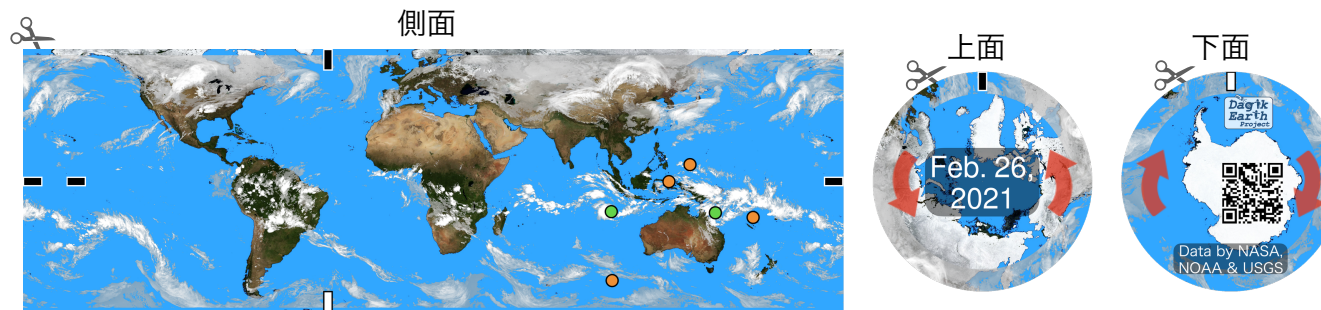 側面
上面
下面
Feb. 26,
2021
Dagik
Earth
Project
Data by NASA,
NOAA & USGS